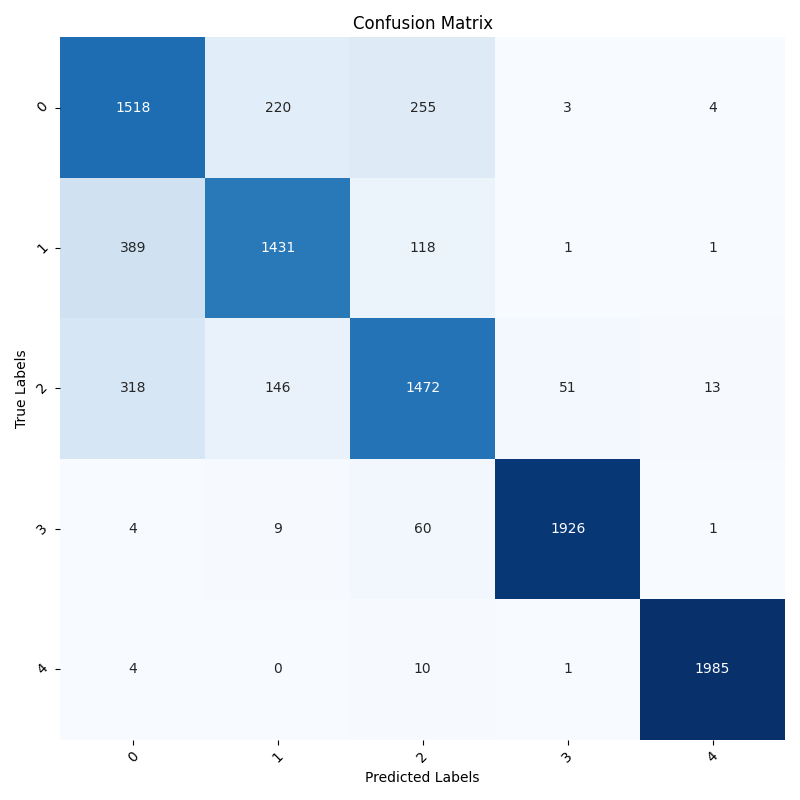 Confusion Matrix
0 1518 220 255 3 4
1 389 1431 118 1 1
2 318 146 1472 51 13
3 4 9 60 1926 1
4 4 0 10 1 1985
0 1 2 3 4
True Labels
Predicted Labels